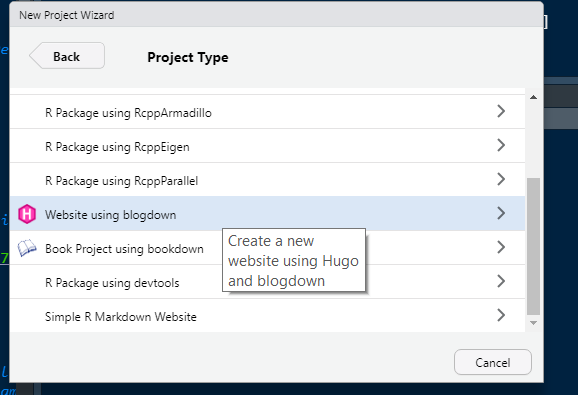 New Project Wizard
Back
Project Type
R Package using RcppArmadillo
R Package using RcppEigen
R Package using RcppParallel
Website using blogdown
Book Project using bookdown
R Package using devtools
Simple R Markdown Website
Create a new
website using Hugo
and blogdown
Cancel